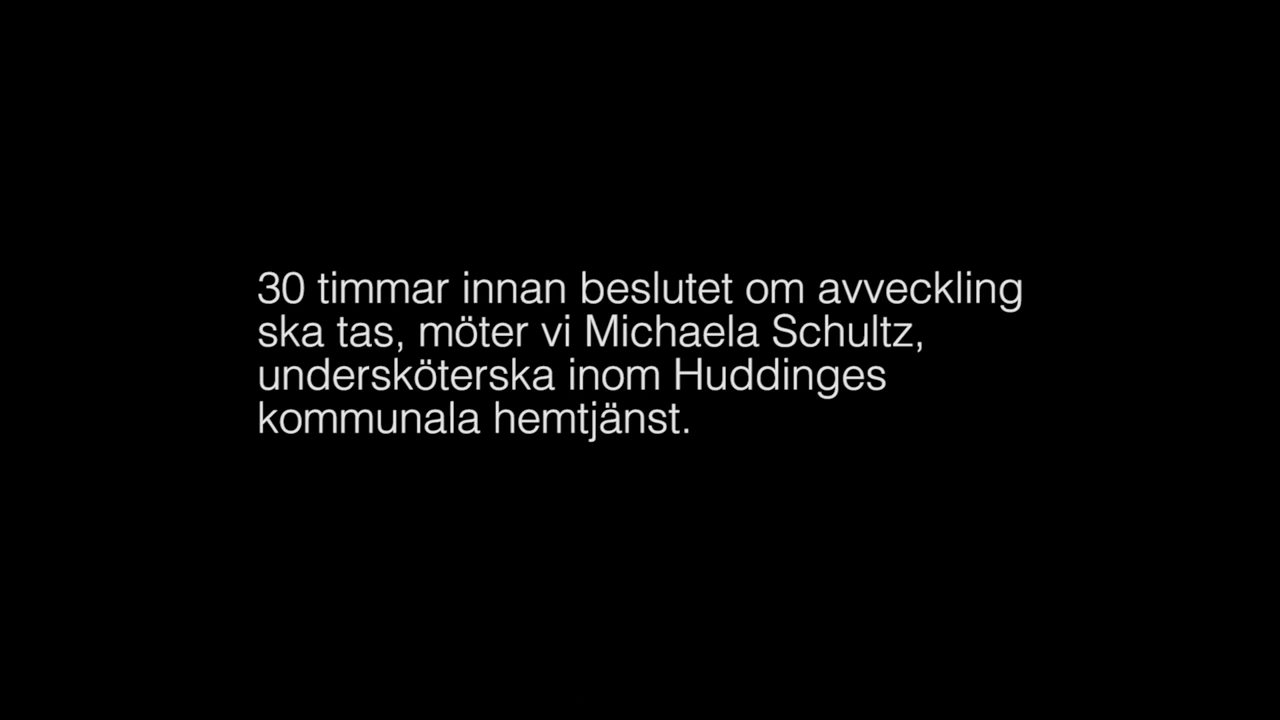 30 timmar innan beslutet om avveckling
ska tas, möter vi Michaela Schultz,
undersköterska inom Huddinges
kommunala hemtjänst.